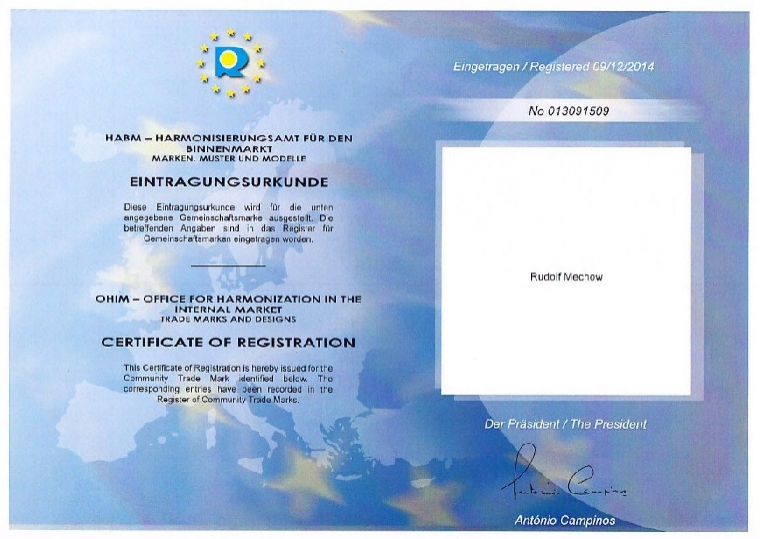 HABM – HARMONISIERUNGSAMT FÜR DEN
BINNENMARKT
MARKEN, MUSTER UND MODELLE
EINTRAGUNGSURKUNDE
Diese Eintragungsurkunde wird für die unten
angegebene Gemeinschaftsmarke ausgestellt. Die
betreffenden Angaben sind in das Register für
Gemeinschaftsmarken eingetragen worden.
OHIM – OFFICE FOR HARMONIZATION IN THE
INTERNAL MARKET
TRADE MARKS AND DESIGNS
CERTIFICATE OF REGISTRATION
This Certificate of Registration is hereby issued for the
Community Trade Mark identified below. The
corresponding entries have been recorded in the
Register of Community Trade Marks.
R
Eingetragen / Registered 09/12/2014
No 013091509
Rudolf Mechow
Der Präsident / The President
António Campinos
António Campinos